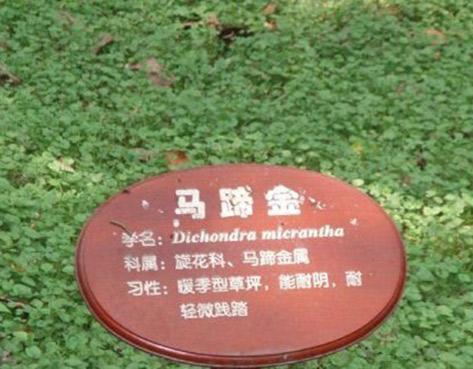 马蹄金
学名：Dichondra micrantha
科属：旋花科、马蹄金属
习性：暖季型草坪，能耐阴，耐
轻微践踏